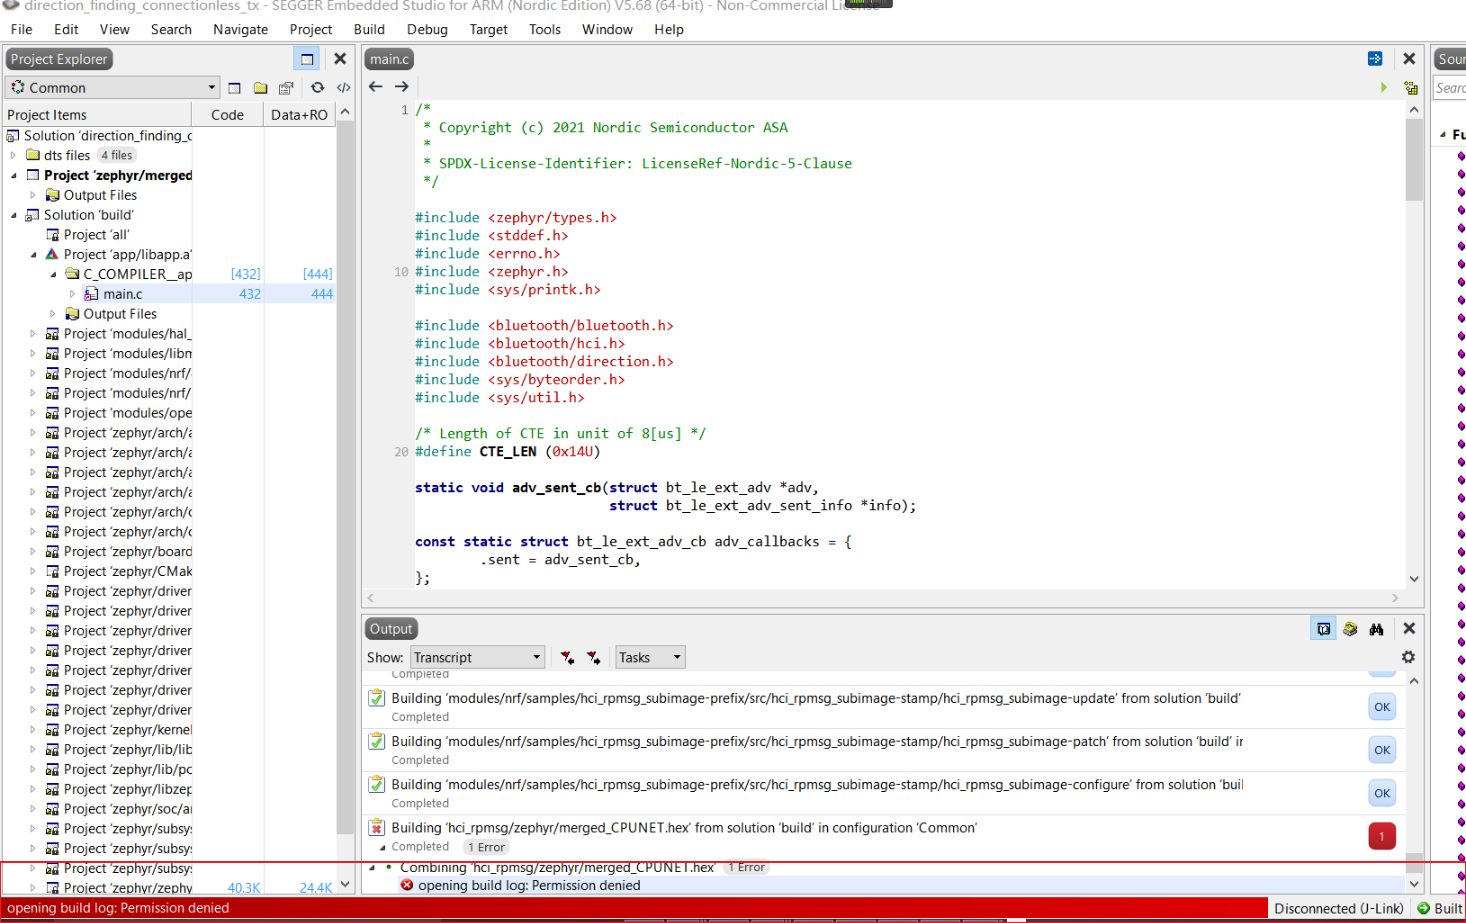 direction_finding_connectionless_tx - SEGGER Embedded Studio for ARM (Nordic Edition) V5.68 (64-bit) - Non-Commercial License
File Edit View Search Navigate Project Build Debug Target Tools Window Help
Project Explorer
Common
Project Items Code Data+RO
Solution 'direction_finding_c
dts files 4 files
Project 'zephyr/merged
Output Files
Solution 'build'
Project 'all'
Project 'app/libapp.a'
C_COMPILER__ap [432] [444]
main.c 432 444
Output Files
Project 'modules/hal_
Project 'modules/libm
Project 'modules/nrf/
Project 'modules/nrf/
Project 'modules/ope
Project 'zephyr/arch/a
Project 'zephyr/arch/a
Project 'zephyr/arch/a
Project 'zephyr/arch/a
Project 'zephyr/arch/c
Project 'zephyr/arch/c
Project 'zephyr/board
Project 'zephyr/CMak
Project 'zephyr/driver
Project 'zephyr/driver
Project 'zephyr/driver
Project 'zephyr/driver
Project 'zephyr/driver
Project 'zephyr/driver
Project 'zephyr/driver
Project 'zephyr/kernel
Project 'zephyr/lib/lib
Project 'zephyr/lib/pc
Project 'zephyr/libzep
Project 'zephyr/soc/ar
Project 'zephyr/subsy
Project 'zephyr/subsy
Project 'zephyr/subsy
Project 'zephyr/zephy 40.3K 24.4K
main.c
1 /*
* Copyright (c) 2021 Nordic Semiconductor ASA
*
* SPDX-License-Identifier: LicenseRef-Nordic-5-Clause
*/
#include <zephyr/types.h>
#include <stddef.h>
#include <errno.h>
10 #include <zephyr.h>
#include <sys/printk.h>
#include <bluetooth/bluetooth.h>
#include <bluetooth/hci.h>
#include <bluetooth/direction.h>
#include <sys/byteorder.h>
#include <sys/util.h>
/* Length of CTE in unit of 8[us] */
20 #define CTE_LEN (0x14U)
static void adv_sent_cb(struct bt_le_ext_adv *adv,
struct bt_le_ext_adv_sent_info *info);
const static struct bt_le_ext_adv_cb adv_callbacks = {
.sent = adv_sent_cb,
};
Output
Show: Transcript Tasks
Completed
Building 'modules/nrf/samples/hci_rpmsg_subimage-prefix/src/hci_rpmsg_subimage-stamp/hci_rpmsg_subimage-update' from solution 'build' OK
Completed
Building 'modules/nrf/samples/hci_rpmsg_subimage-prefix/src/hci_rpmsg_subimage-stamp/hci_rpmsg_subimage-patch' from solution 'build' in OK
Completed
Building 'modules/nrf/samples/hci_rpmsg_subimage-prefix/src/hci_rpmsg_subimage-stamp/hci_rpmsg_subimage-configure' from solution 'buil OK
Completed
Building 'hci_rpmsg/zephyr/merged_CPUNET.hex' from solution 'build' in configuration 'Common' 1
Completed 1 Error
Combining 'hci_rpmsg/zephyr/merged_CPUNET.hex' 1 Error
opening build log: Permission denied
Sour
Searc
Fu
opening build log: Permission denied
Disconnected (J-Link) Built